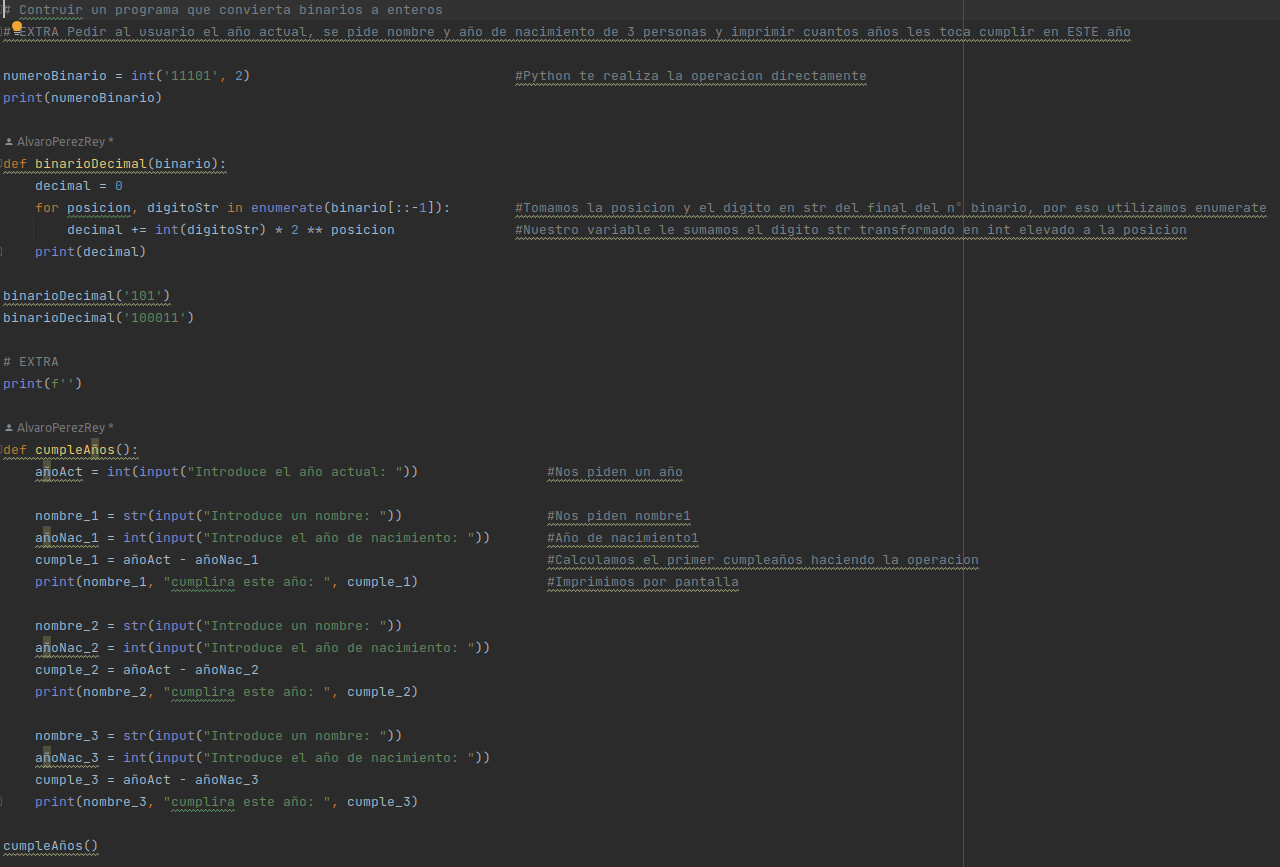 # Contruir un programa que convierta binarios a enteros
# EXTRA Pedir al usuario el año actual, se pide nombre y año de nacimiento de 3 personas y imprimir cuantos años les toca cumplir en ESTE año
numeroBinario = int('11101', 2) #Python te realiza la operacion directamente
print(numeroBinario)
AlvaroPerezRey *
def binarioDecimal(binario):
decimal = 0
for posicion, digitoStr in enumerate(binario[::-1]): #Tomamos la posicion y el digito en str del final del n° binario, por eso utilizamos enumerate
decimal += int(digitoStr) * 2 ** posicion #Nuestro variable le sumamos el digito str transformado en int elevado a la posicion
print(decimal)
binarioDecimal('101')
binarioDecimal('100011')
# EXTRA
print(f'')
AlvaroPerezRey *
def cumpleAños():
añoAct = int(input("Introduce el año actual: ")) #Nos piden un año
nombre_1 = str(input("Introduce un nombre: ")) #Nos piden nombre1
añoNac_1 = int(input("Introduce el año de nacimiento: ")) #Año de nacimiento1
cumple_1 = añoAct - añoNac_1 #Calculamos el primer cumpleaños haciendo la operacion
print(nombre_1, "cumplira este año: ", cumple_1) #Imprimimos por pantalla
nombre_2 = str(input("Introduce un nombre: "))
añoNac_2 = int(input("Introduce el año de nacimiento: "))
cumple_2 = añoAct - añoNac_2
print(nombre_2, "cumplira este año: ", cumple_2)
nombre_3 = str(input("Introduce un nombre: "))
añoNac_3 = int(input("Introduce el año de nacimiento: "))
cumple_3 = añoAct - añoNac_3
print(nombre_3, "cumplira este año: ", cumple_3)
cumpleAños()